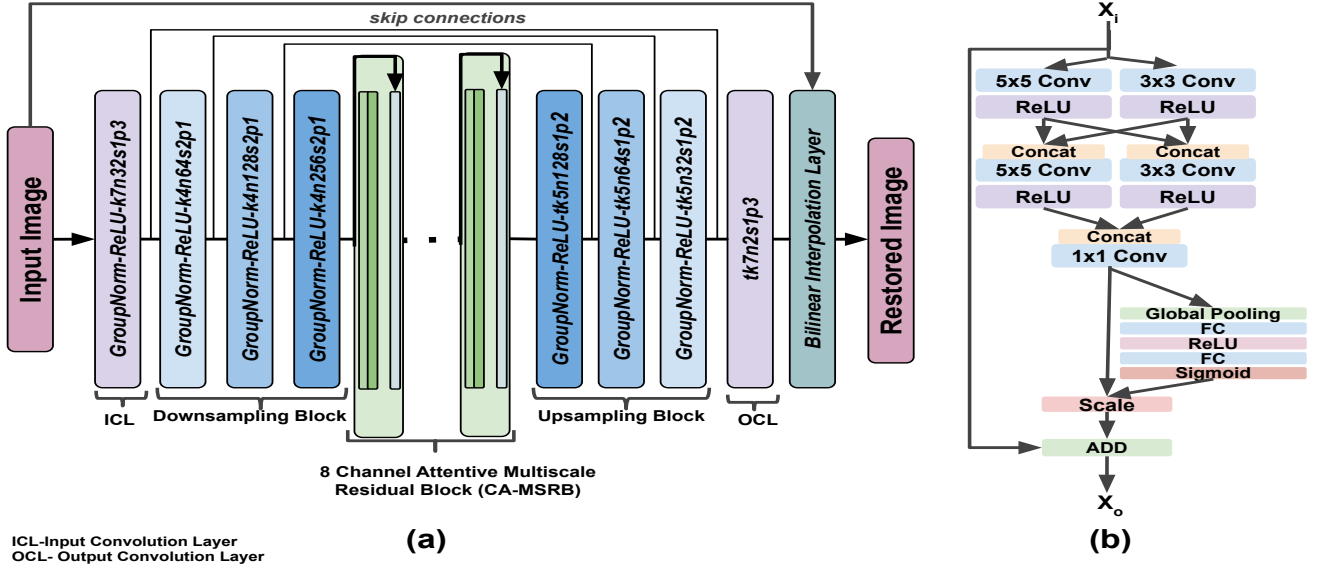 skip connections
Input Image
GroupNorm-ReLU-k7n32s1p3
GroupNorm-ReLU-k4n64s2p1
GroupNorm-ReLU-k4n128s2p1
GroupNorm-ReLU-k4n256s2p1
GroupNorm-ReLU-tk5n128s1p2
GroupNorm-ReLU-tk5n64s1p2
GroupNorm-ReLU-tk5n32s1p2
tk7n2s1p3
Bilinear Interpolation Layer
Restored Image
ICL
Downsampling Block
Upsampling Block
OCL
8 Channel Attentive Multiscale
Residual Block (CA-MSRB)
(a)
ICL-Input Convolution Layer
OCL- Output Convolution Layer
Xi
5x5 Conv
3x3 Conv
ReLU
ReLU
Concat
Concat
5x5 Conv
3x3 Conv
ReLU
ReLU
Concat
1x1 Conv
Global Pooling
FC
ReLU
FC
Sigmoid
Scale
ADD
Xo
(b)